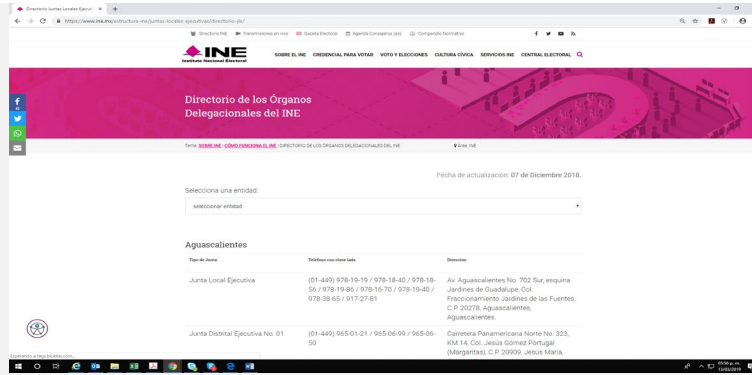 Directorio Juntas Locales Ejecuti
https://www.ine.mx/estructura-ine/juntas-locales-ejecutivas/directorio-jle/
Directorio INE Transmisiones en vivo Gaceta Electoral Agenda Consejeros (as) Compendio Normativo
INE
Instituto Nacional Electoral
SOBRE EL INE CREDENCIAL PARA VOTAR VOTO Y ELECCIONES CULTURA CÍVICA SERVICIOS INE CENTRAL ELECTORAL
Directorio de los Órganos
Delegacionales del INE
Tema: SOBRE INE / CÓMO FUNCIONA EL INE / DIRECTORIO DE LOS ÓRGANOS DELEGACIONALES DEL INE Área: INE
Fecha de actualización: 07 de Diciembre 2018.
Selecciona una entidad:
seleccionar entidad
Aguascalientes
Tipo de Junta Teléfono con clave lada Dirección
Junta Local Ejecutiva (01-449) 978-19-19 / 978-18-40 / 978-18- Av. Aguascalientes No. 702 Sur, esquina
56 / 978-19-86 / 978-16-70 / 978-19-40 / Jardines de Guadalupe, Col.
978-38-65 / 917-27-81 Fraccionamiento Jardines de las Fuentes,
C.P. 20278, Aguascalientes,
Aguascalientes.
Junta Distrital Ejecutiva No. 01 (01-449) 965-01-21 / 965-06-99 / 965-06- Carretera Panamericana Norte No. 323,
50 KM 14, Col. Jesús Gómez Portugal
(Margaritas), C.P. 20909, Jesús María,
Esperando a tags.bluekai.com...
05:56 p. m.
13/03/2019